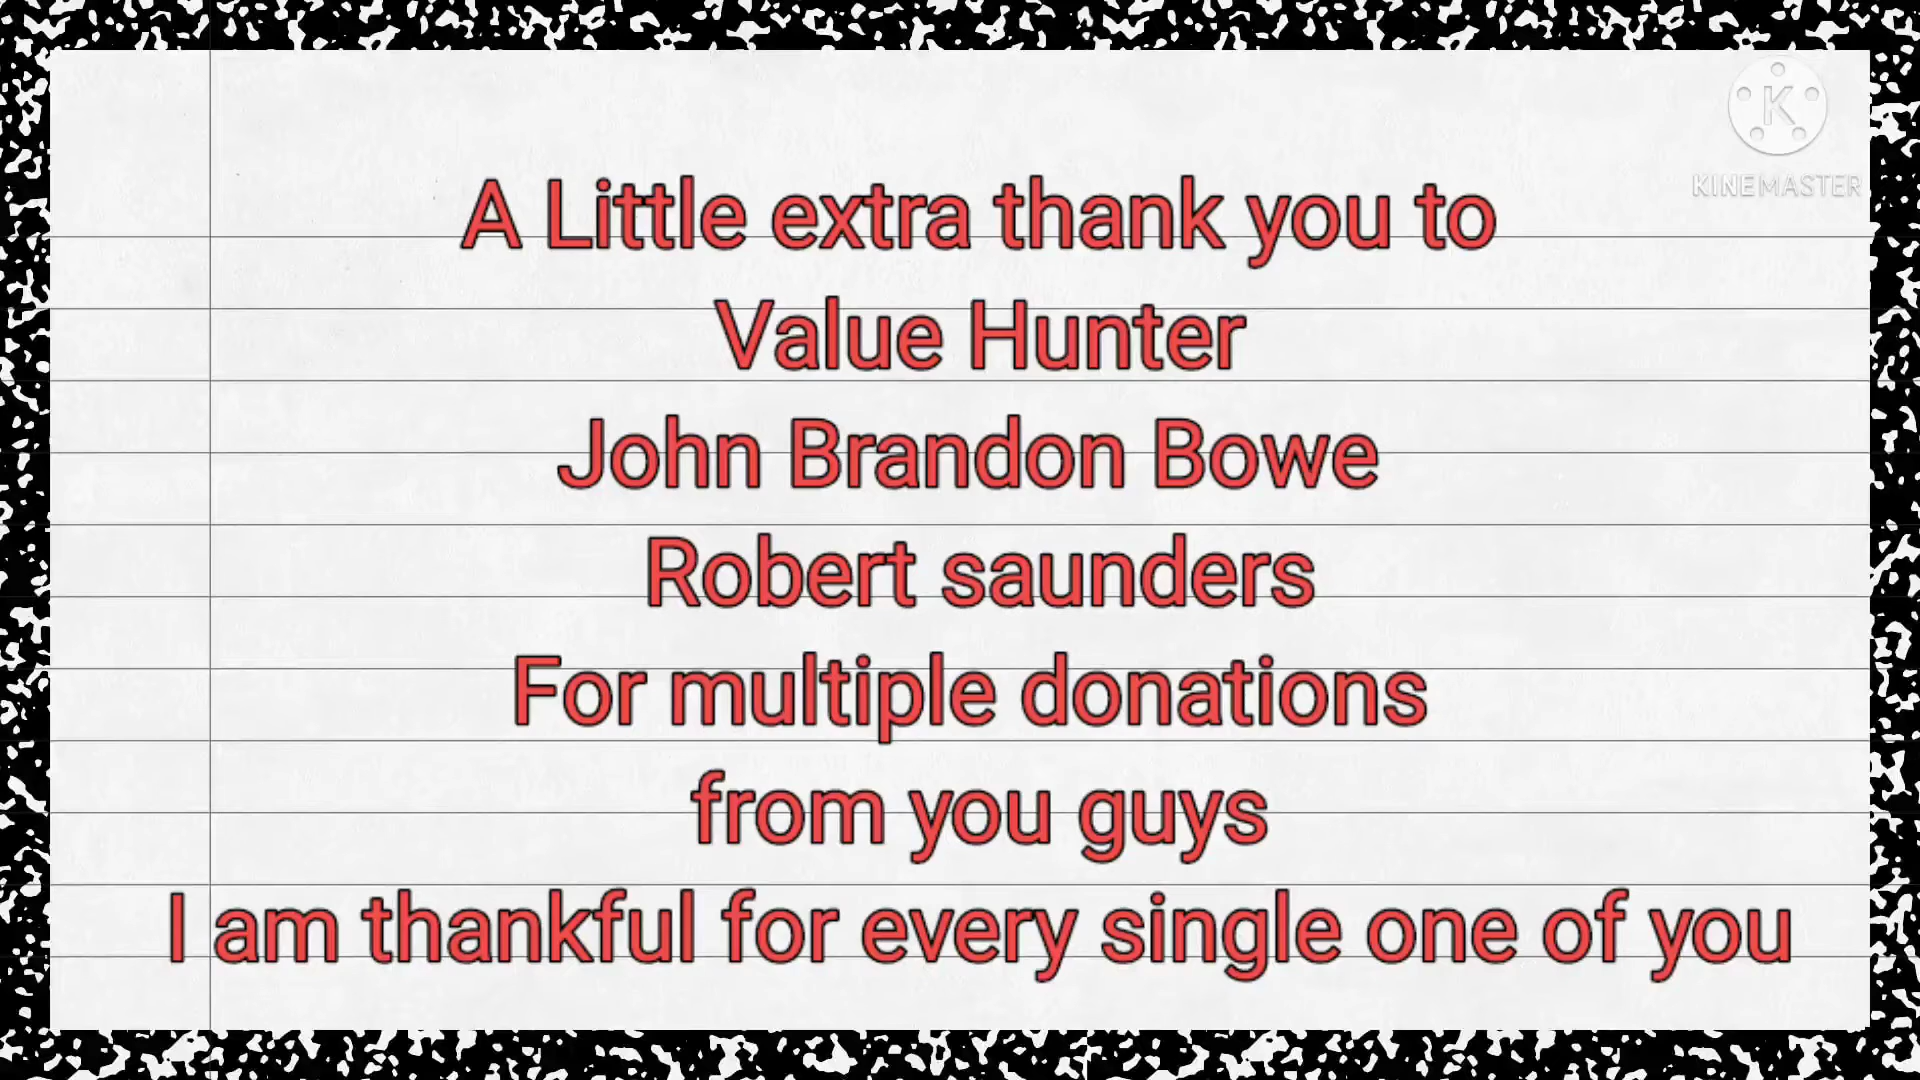 K
KINEMASTER
A Little extra thank you to
Value Hunter
John Brandon Bowe
Robert saunders
For multiple donations
from you guys
I am thankful for every single one of you